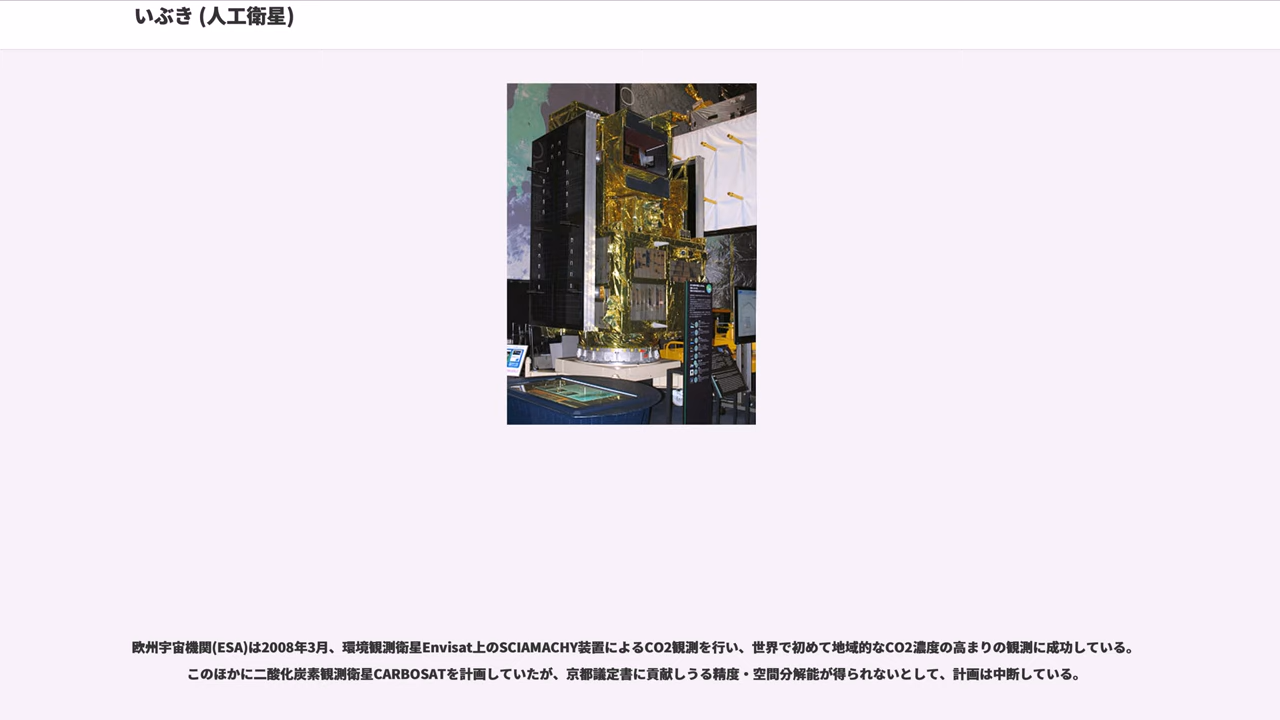 いぶき (人工衛星)
欧州宇宙機関(ESA)は2008年3月、環境観測衛星Envisat上のSCIAMACHY装置によるCO2観測を行い、世界で初めて地域的なCO2濃度の高まりの観測に成功している。
このほかに二酸化炭素観測衛星CARBOSATを計画していたが、京都議定書に貢献しうる精度・空間分解能が得られないとして、計画は中断している。